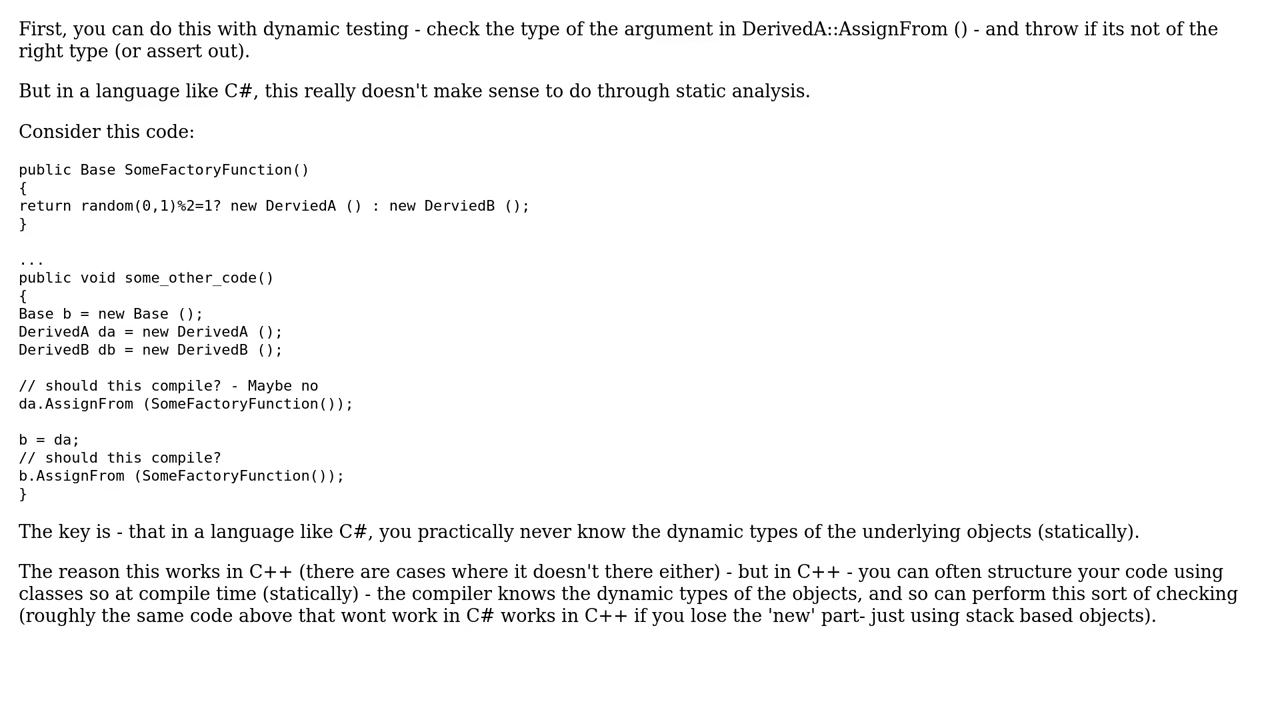 First, you can do this with dynamic testing - check the type of the argument in DerivedA::AssignFrom () - and throw if its not of the
right type (or assert out).
But in a language like C#, this really doesn't make sense to do through static analysis.
Consider this code:
public Base SomeFactoryFunction()
{
return random(0,1)%2=1? new DerviedA () : new DerviedB ();
}
...
public void some_other_code()
{
Base b = new Base ();
DerivedA da = new DerivedA ();
DerivedB db = new DerivedB ();
// should this compile? - Maybe no
da.AssignFrom (SomeFactoryFunction());
b = da;
// should this compile?
b.AssignFrom (SomeFactoryFunction());
}
The key is - that in a language like C#, you practically never know the dynamic types of the underlying objects (statically).
The reason this works in C++ (there are cases where it doesn't there either) - but in C++ - you can often structure your code using
classes so at compile time (statically) - the compiler knows the dynamic types of the objects, and so can perform this sort of checking
(roughly the same code above that wont work in C# works in C++ if you lose the 'new' part- just using stack based objects).